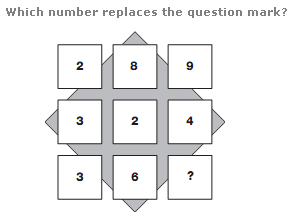 Which number replaces the question mark?
2 8 9
3 2 4
3 6 ?